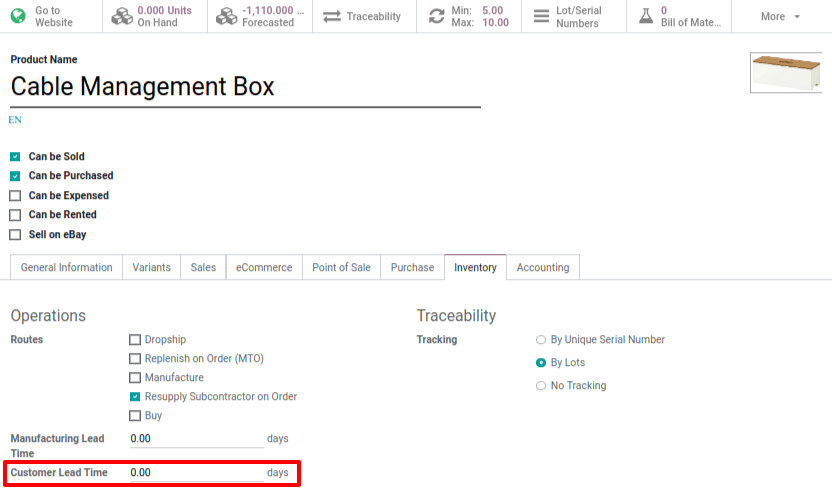 Go to
Website
0.000 Units
On Hand
-1,110.000 ...
Forecasted
Traceability
Min: 5.00
Max: 10.00
Lot/Serial
Numbers
0
Bill of Mate...
More
Product Name
Cable Management Box
EN
Can be Sold
Can be Purchased
Can be Expensed
Can be Rented
Sell on eBay
General Information Variants Sales eCommerce Point of Sale Purchase Inventory Accounting
Operations
Routes
Dropship
Replenish on Order (MTO)
Manufacture
Resupply Subcontractor on Order
Buy
Manufacturing Lead
Time
0.00 days
Customer Lead Time 0.00 days
Traceability
Tracking
By Unique Serial Number
By Lots
No Tracking